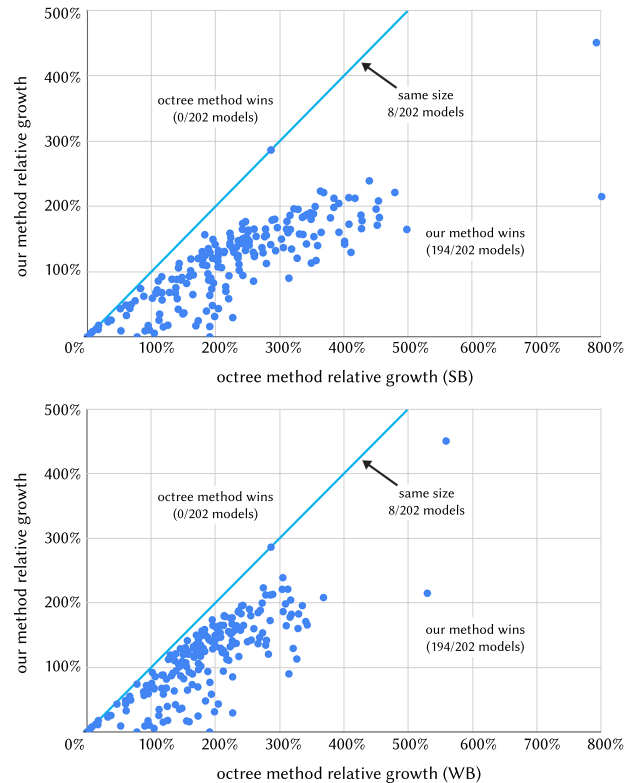 500%
400%
300%
200%
100%
our method relative growth
octree method wins
(0/202 models)
same size
8/202 models
our method wins
(194/202 models)
0% 100% 200% 300% 400% 500% 600% 700% 800%
octree method relative growth (SB)
500%
400%
300%
200%
100%
our method relative growth
octree method wins
(0/202 models)
same size
8/202 models
our method wins
(194/202 models)
0% 100% 200% 300% 400% 500% 600% 700% 800%
octree method relative growth (WB)